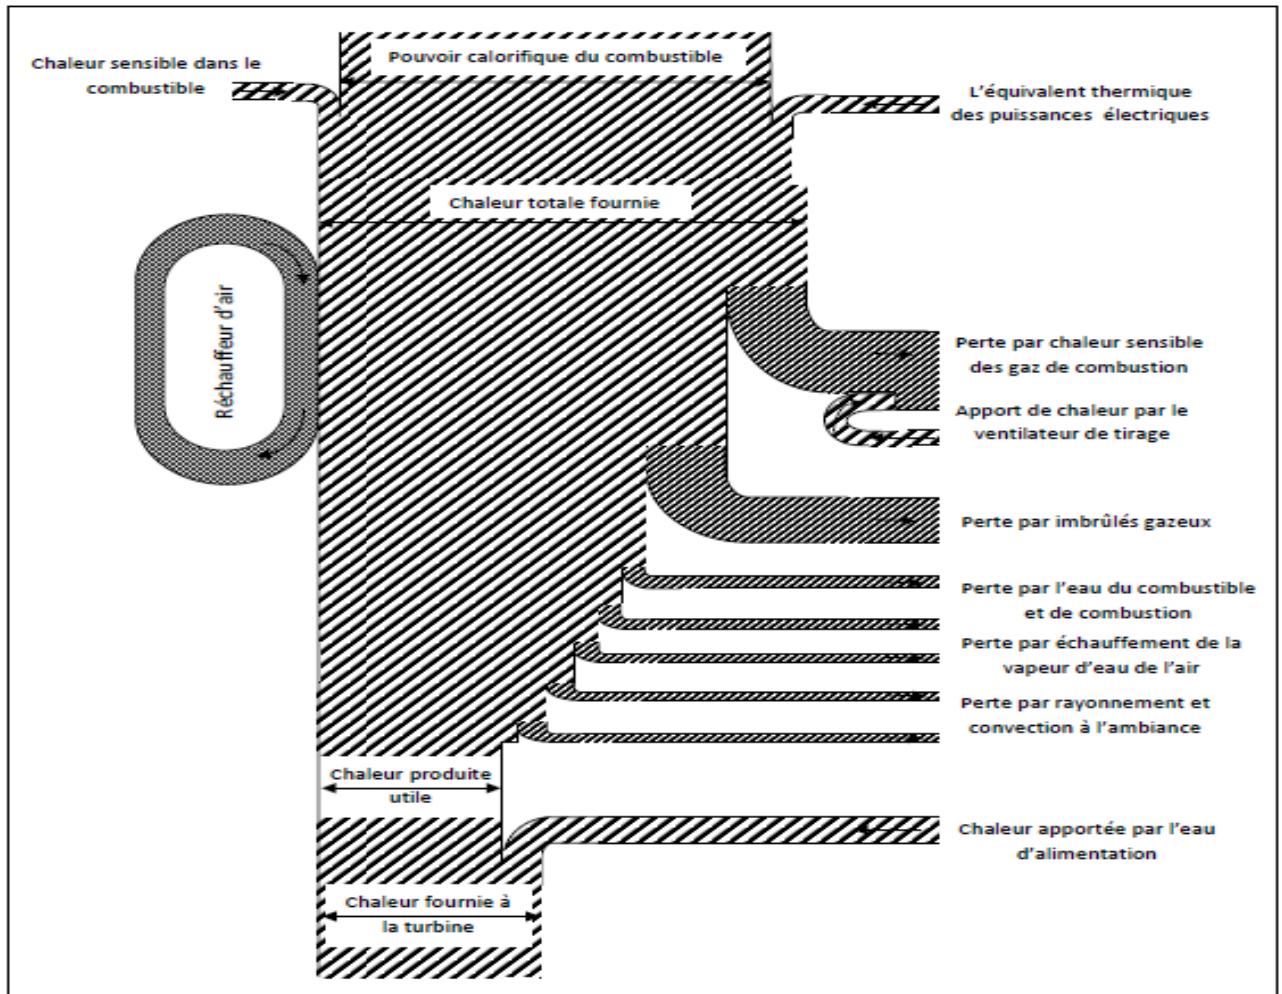 Pouvoir calorifique du combustible
Chaleur sensible dans le
combustible
L'équivalent thermique
des puissances électriques
Chaleur totale fournie
Réchauffeur d'air
Perte par chaleur sensible
des gaz de combustion
Apport de chaleur par le
ventilateur de tirage
Perte par imbrûlés gazeux
Perte par l'eau du combustible
et de combustion
Perte par échauffement de la
vapeur d'eau de l'air
Perte par rayonnement et
convection à l'ambiance
Chaleur produite
utile
Chaleur apportée par l'eau
d'alimentation
Chaleur fournie à
la turbine